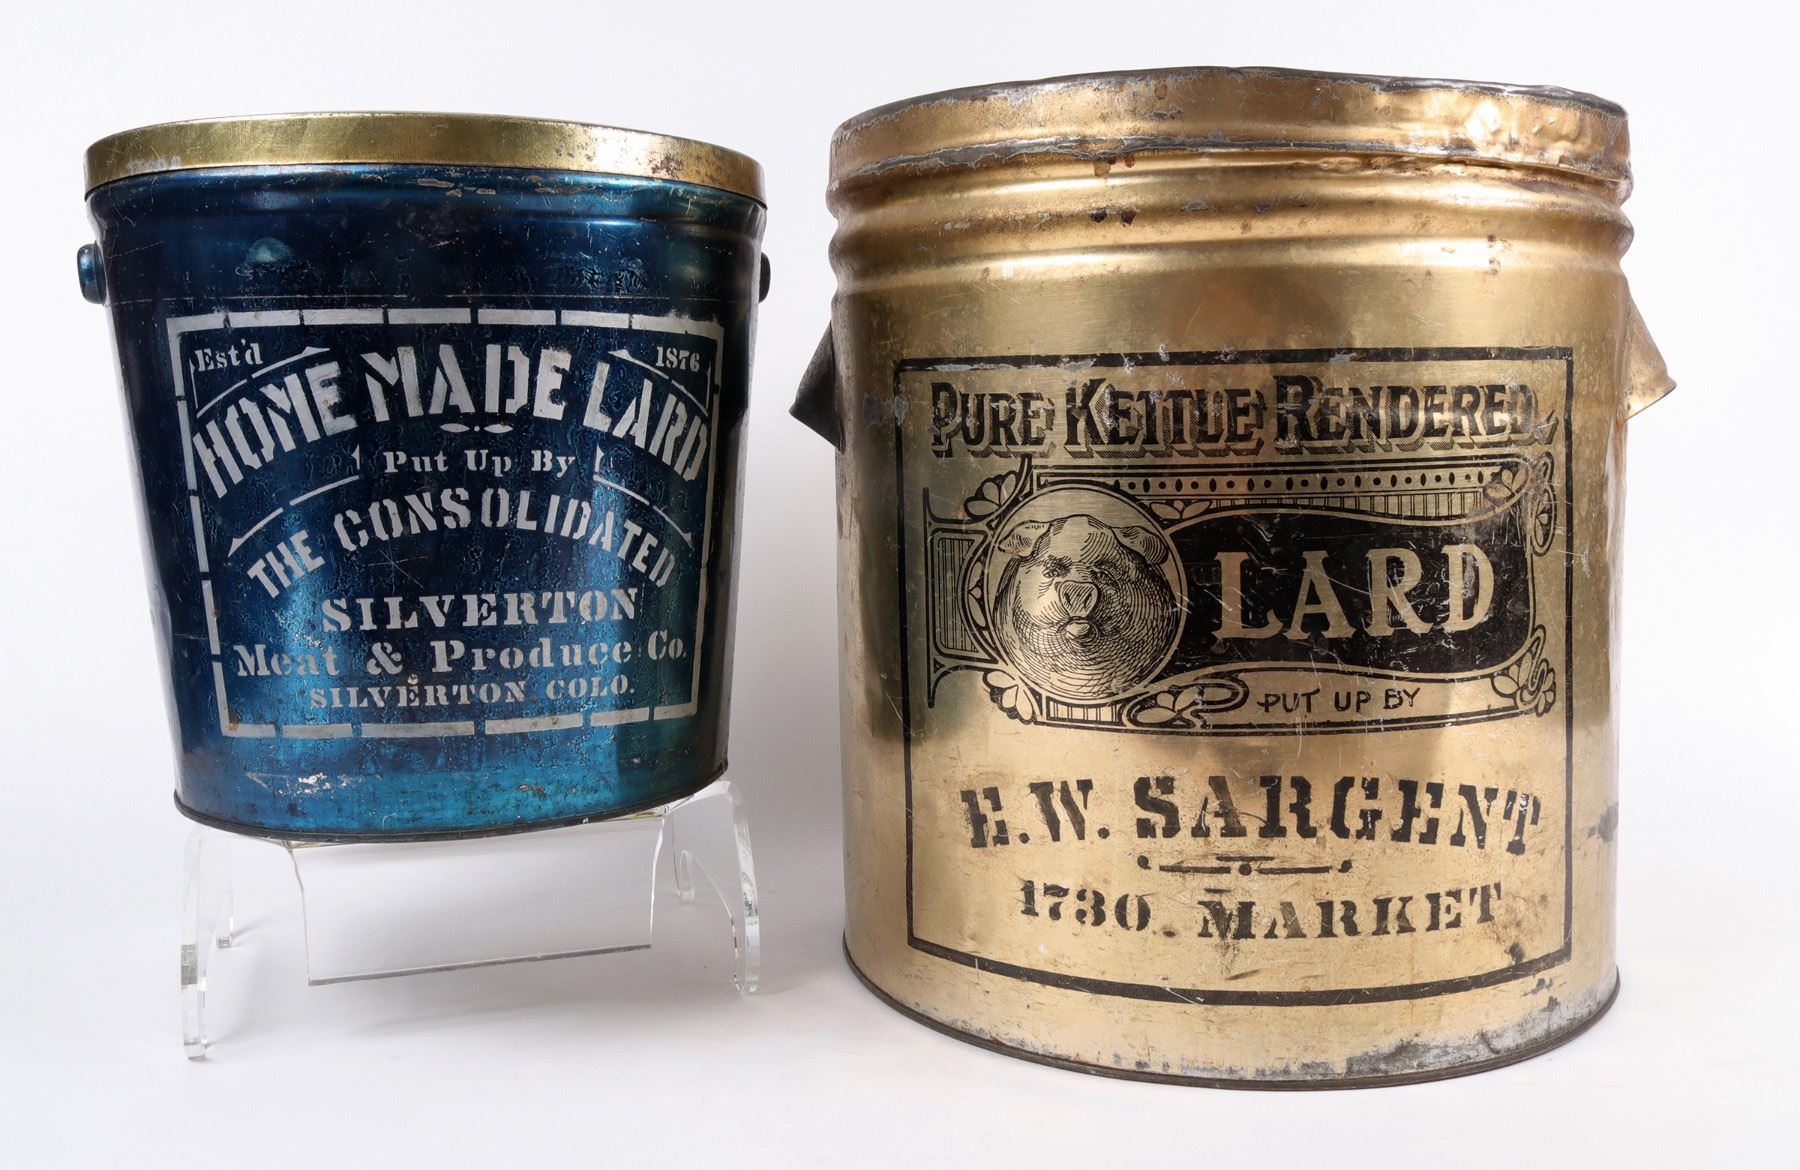 Est'd 1876
HOME MADE LARD
Put Up By
THE CONSOLIDATED
SILVERTON
Meat & Produce Co.
SILVERTON. COLO.
PURE KETTLE RENDERED
LARD
PUT UP BY
E.W. SARGENT
1730. MARKET